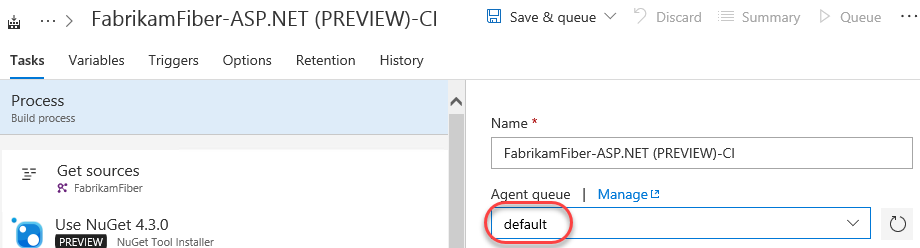 ... > FabrikamFiber-ASP.NET (PREVIEW)-CI
Save & queue Discard Summary Queue
Tasks Variables Triggers Options Retention History
Process
Build process
Get sources
FabrikamFiber
Use NuGet 4.3.0
PREVIEW NuGet Tool Installer
Name *
FabrikamFiber-ASP.NET (PREVIEW)-CI
Agent queue | Manage
default